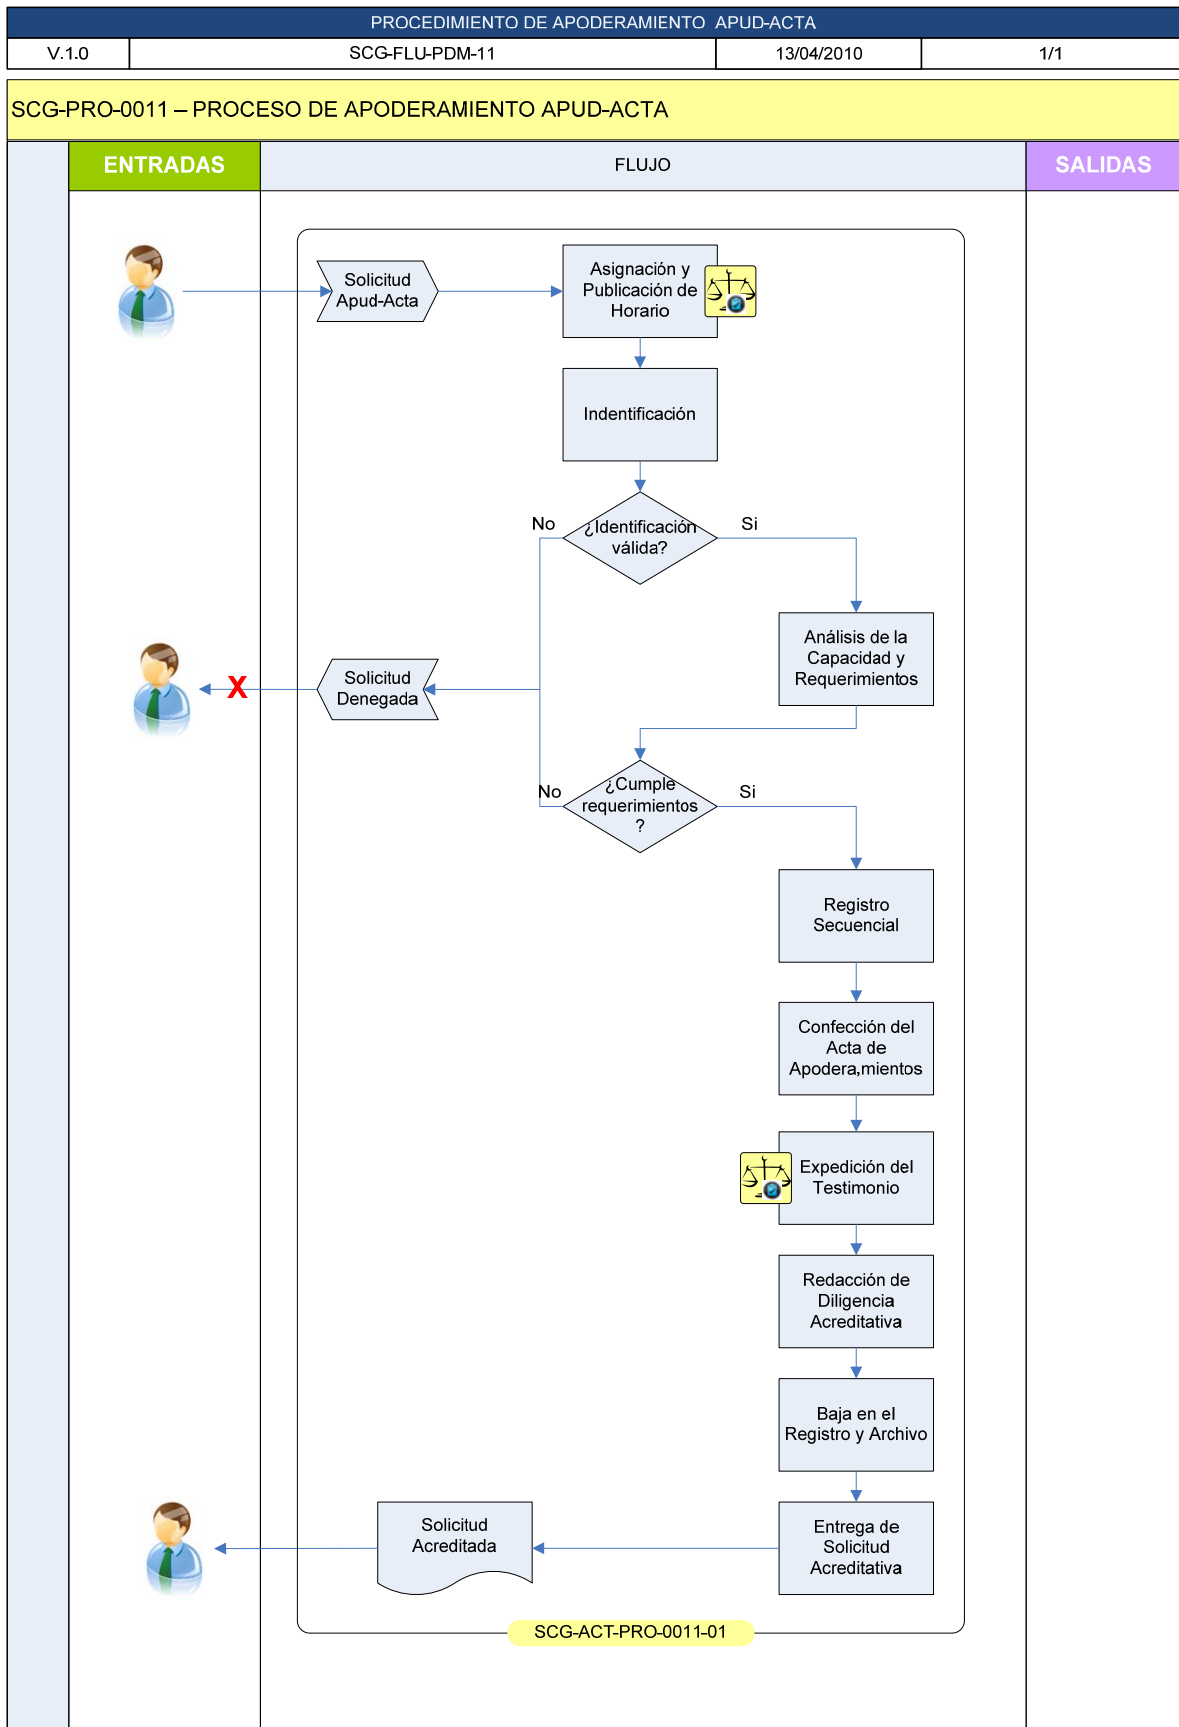 PROCEDIMIENTO DE APODERAMIENTO APUD-ACTA
V.1.0
SCG-FLU-PDM-11
13/04/2010
1/1
SCG-PRO-0011 – PROCESO DE APODERAMIENTO APUD-ACTA
ENTRADAS
FLUJO
SALIDAS
Solicitud
Apud-Acta
Asignación y
Publicación de
Horario
Indentificación
No
¿Identificación
válida?
Si
Análisis de la
Capacidad y
Requerimientos
X
Solicitud
Denegada
No
¿Cumple
requerimientos
?
Si
Registro
Secuencial
Confección del
Acta de
Apodera,mientos
Expedición del
Testimonio
Redacción de
Diligencia
Acreditativa
Baja en el
Registro y Archivo
Solicitud
Acreditada
Entrega de
Solicitud
Acreditativa
SCG-ACT-PRO-0011-01